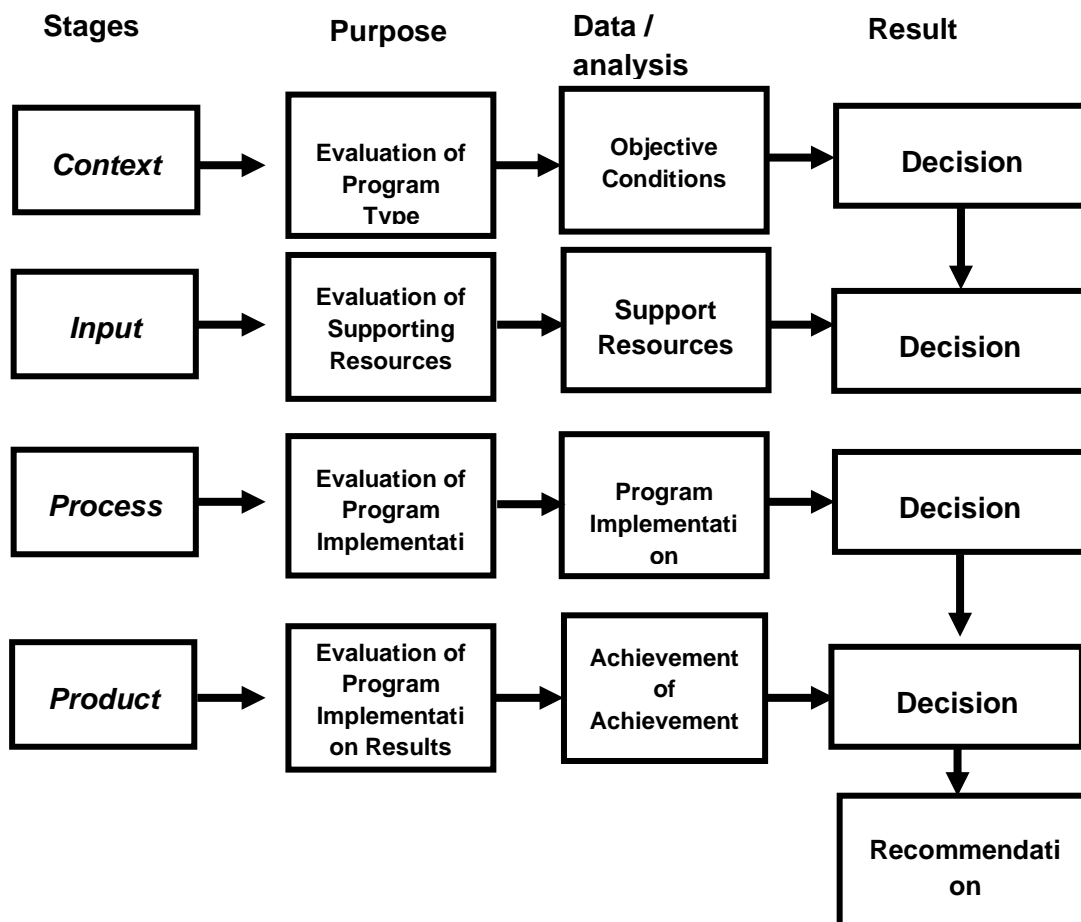 Stages
Purpose
Data /
analysis
Result
Context
Evaluation of
Program
Type
Objective
Conditions
Decision
Input
Evaluation of
Supporting
Resources
Support
Resources
Decision
Process
Evaluation of
Program
Implementati
Program
Implementati
on
Decision
Product
Evaluation of
Program
Implementati
on Results
Achievement
of
Achievement
Decision
Recommendati
on